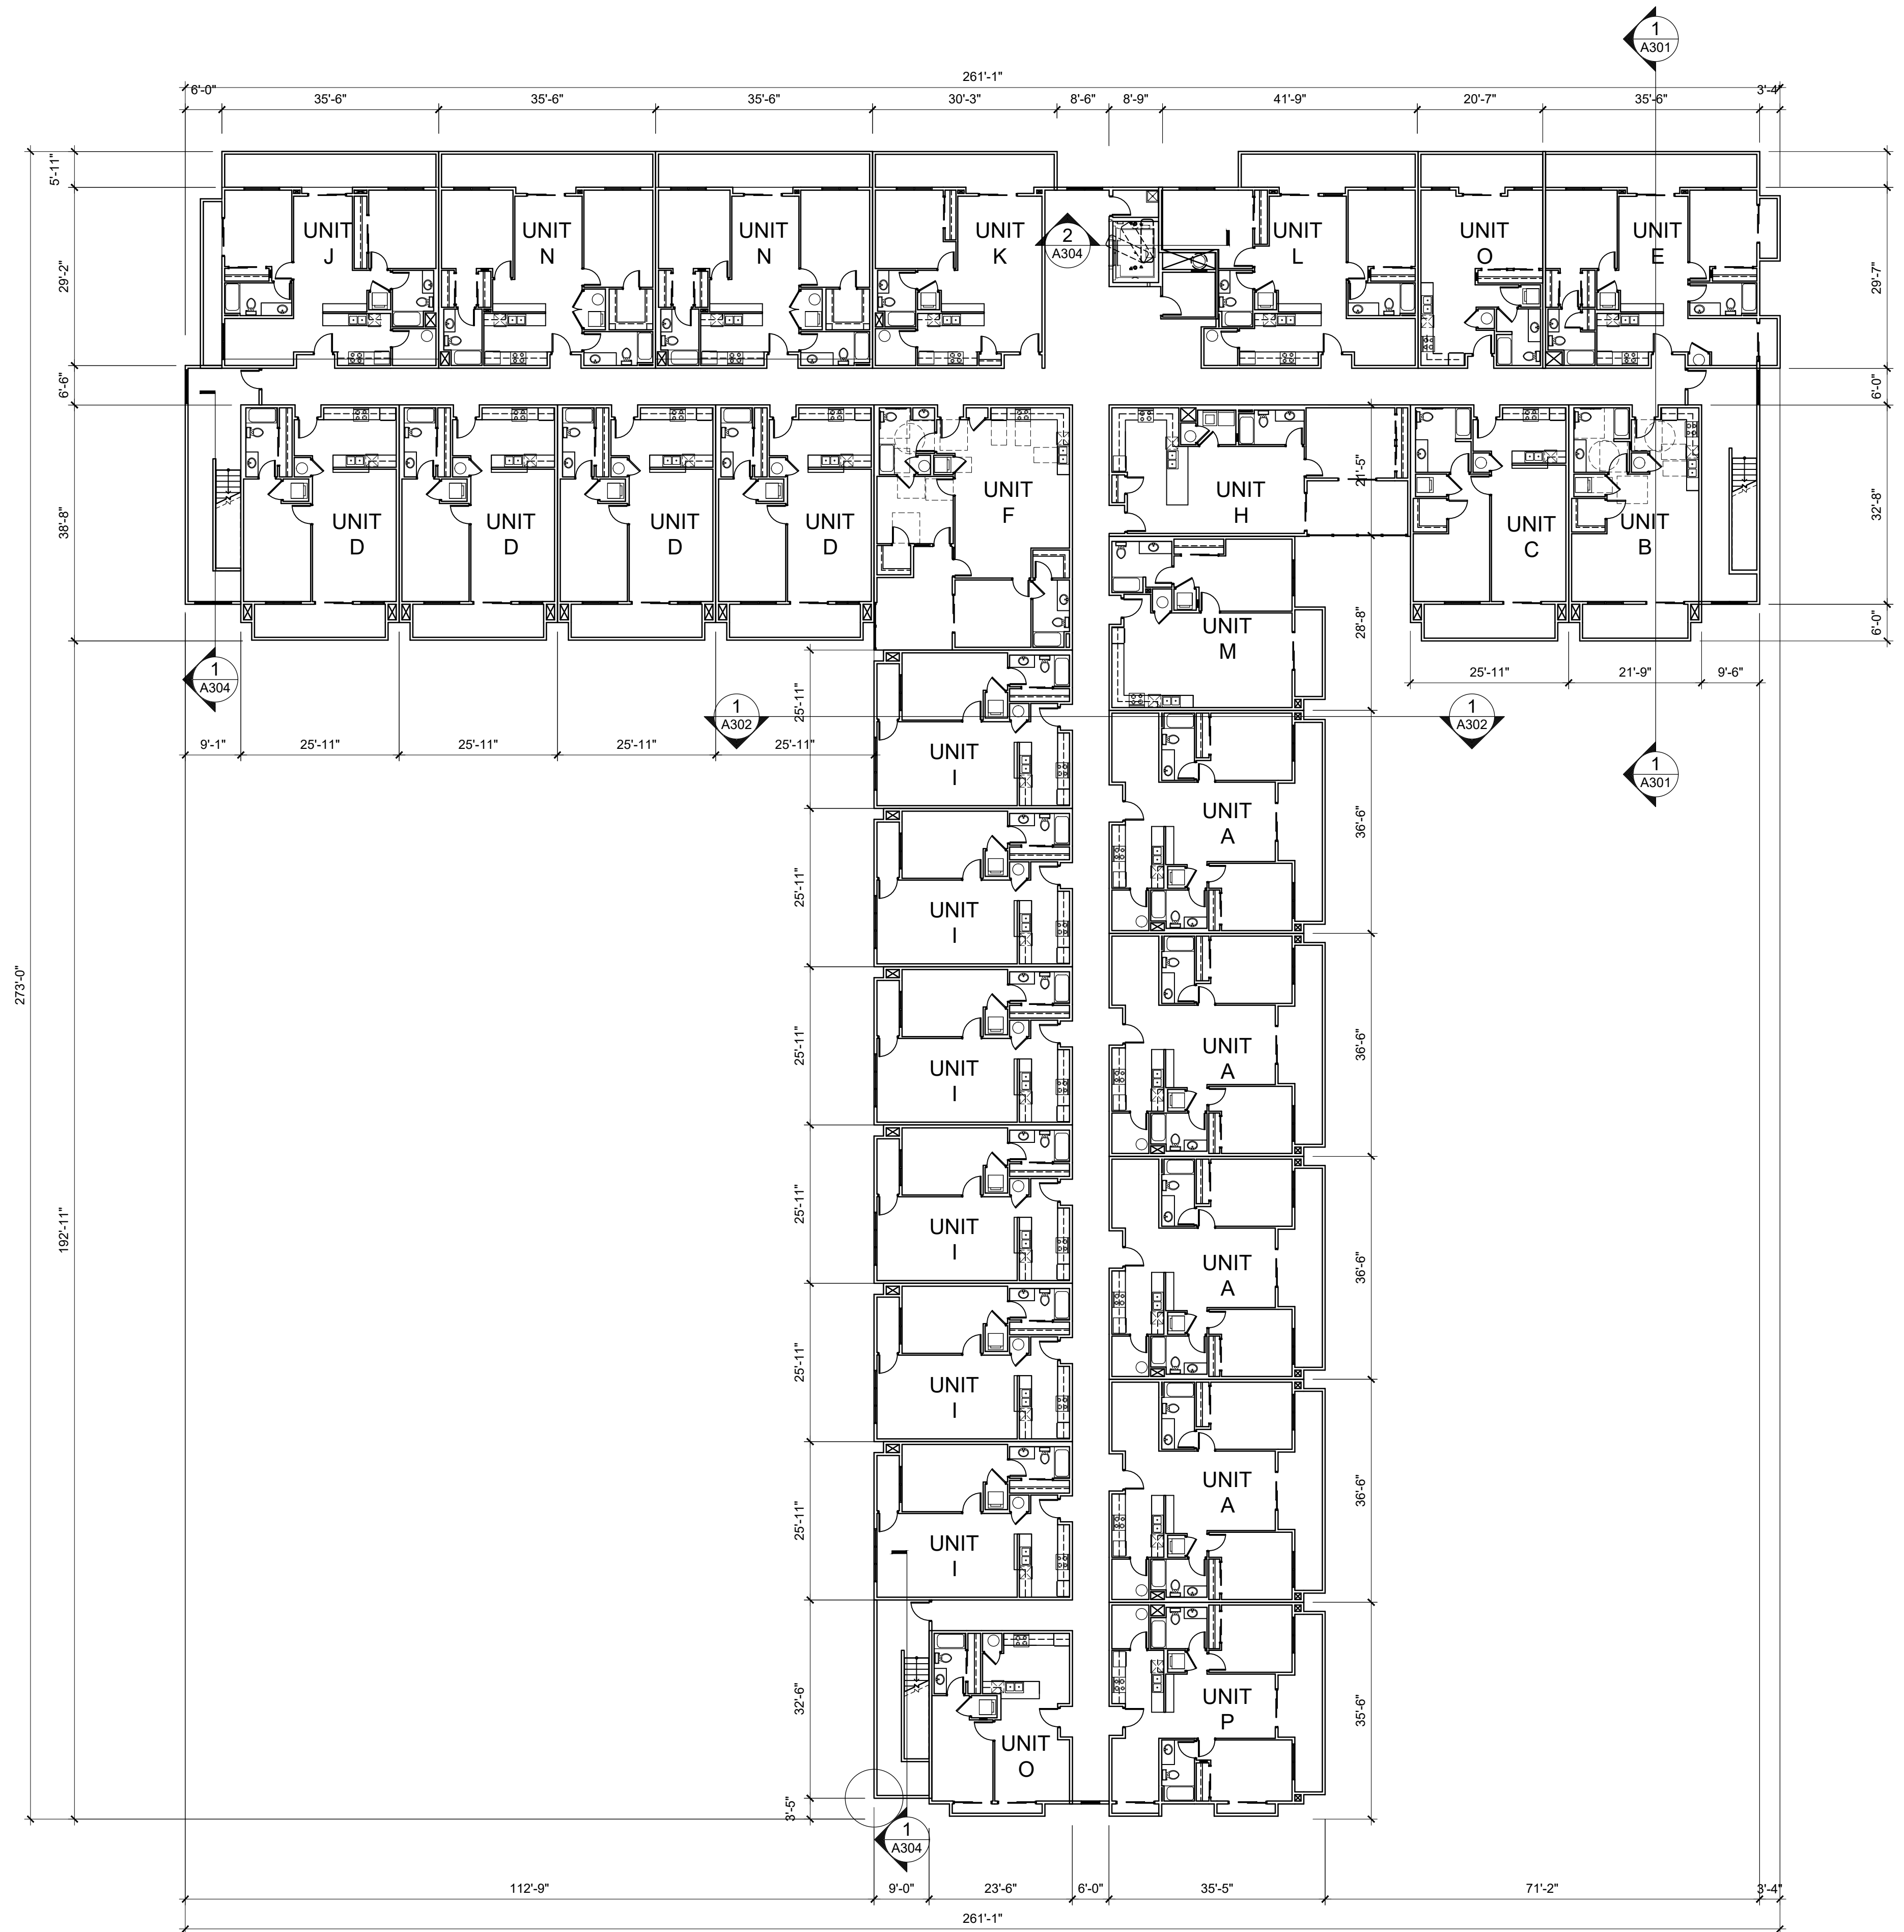 1
A301
261'-1"
6'-0"
35'-6"
35'-6"
35'-6"
30'-3"
8'-6"
8'-9"
41'-9"
20'-7"
35'-6"
3'-4"
5'-11"
29'-2"
6'-6"
38'-8"
273'-0"
192'-11"
UNIT
J
UNIT
N
UNIT
N
UNIT
K
2
A304
UNIT
L
UNIT
O
UNIT
E
29'-7"
6'-0"
32'-8"
6'-0"
UNIT
D
UNIT
D
UNIT
D
UNIT
D
UNIT
F
UNIT
H
21'-5"
UNIT
C
UNIT
B
UNIT
M
28'-8"
25'-11"
21'-9"
9'-6"
1
A304
1
A302
1
A302
1
A301
9'-1"
25'-11"
25'-11"
25'-11"
25'-11"
25'-11"
UNIT
I
UNIT
A
36'-6"
25'-11"
UNIT
I
25'-11"
UNIT
I
UNIT
A
36'-6"
25'-11"
UNIT
I
UNIT
A
36'-6"
25'-11"
UNIT
I
UNIT
A
36'-6"
25'-11"
UNIT
I
32'-6"
UNIT
O
UNIT
P
35'-6"
3'-5"
1
A304
112'-9"
9'-0"
23'-6"
6'-0"
35'-5"
71'-2"
3'-4"
261'-1"